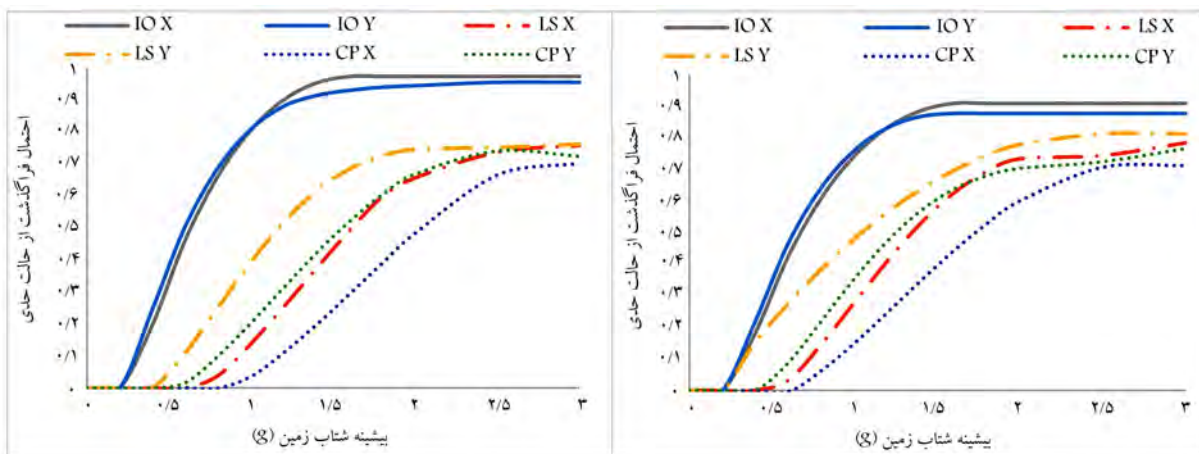 IO X IO Y LS X
LS Y CP X CP Y
احتمال فراگذشت از حالت حدی
۱
۰/۹
۰/۸
۰/۷
۰/۶
۰/۵
۰/۴
۰/۳
۰/۲
۰/۱
۰
۰ ۰/۵ ۱ ۱/۵ ۲ ۲/۵ ۳
بیشینه شتاب زمین (g)
IO X IO Y LS X
LS Y CP X CP Y
احتمال فراگذشت از حالت حدی
۱
۰/۹
۰/۸
۰/۷
۰/۶
۰/۵
۰/۴
۰/۳
۰/۲
۰/۱
۰
۰ ۰/۵ ۱ ۱/۵ ۲ ۲/۵ ۳
بیشینه شتاب زمین (g)